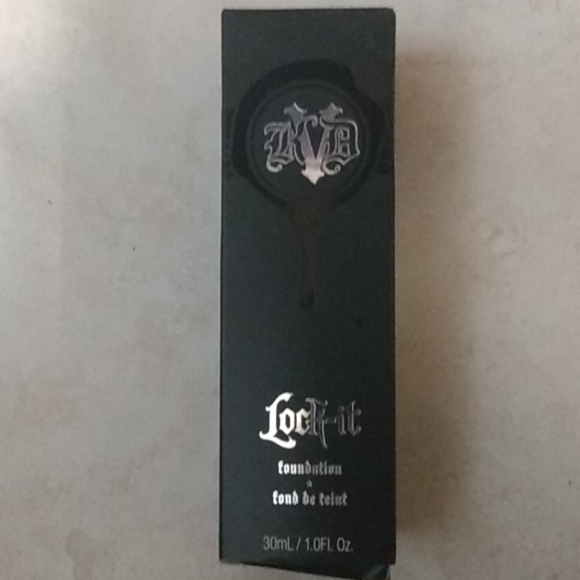 KVD
Lock-it
foundation
fond de teint
30mL / 1.0Fl. Oz.